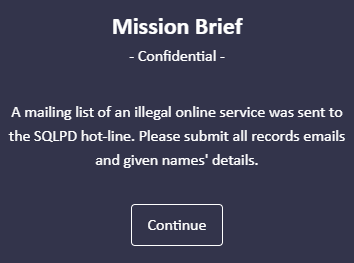 Mission Brief
- Confidential -
A mailing list of an illegal online service was sent to
the SQLPD hot-line. Please submit all records emails
and given names' details.
Continue